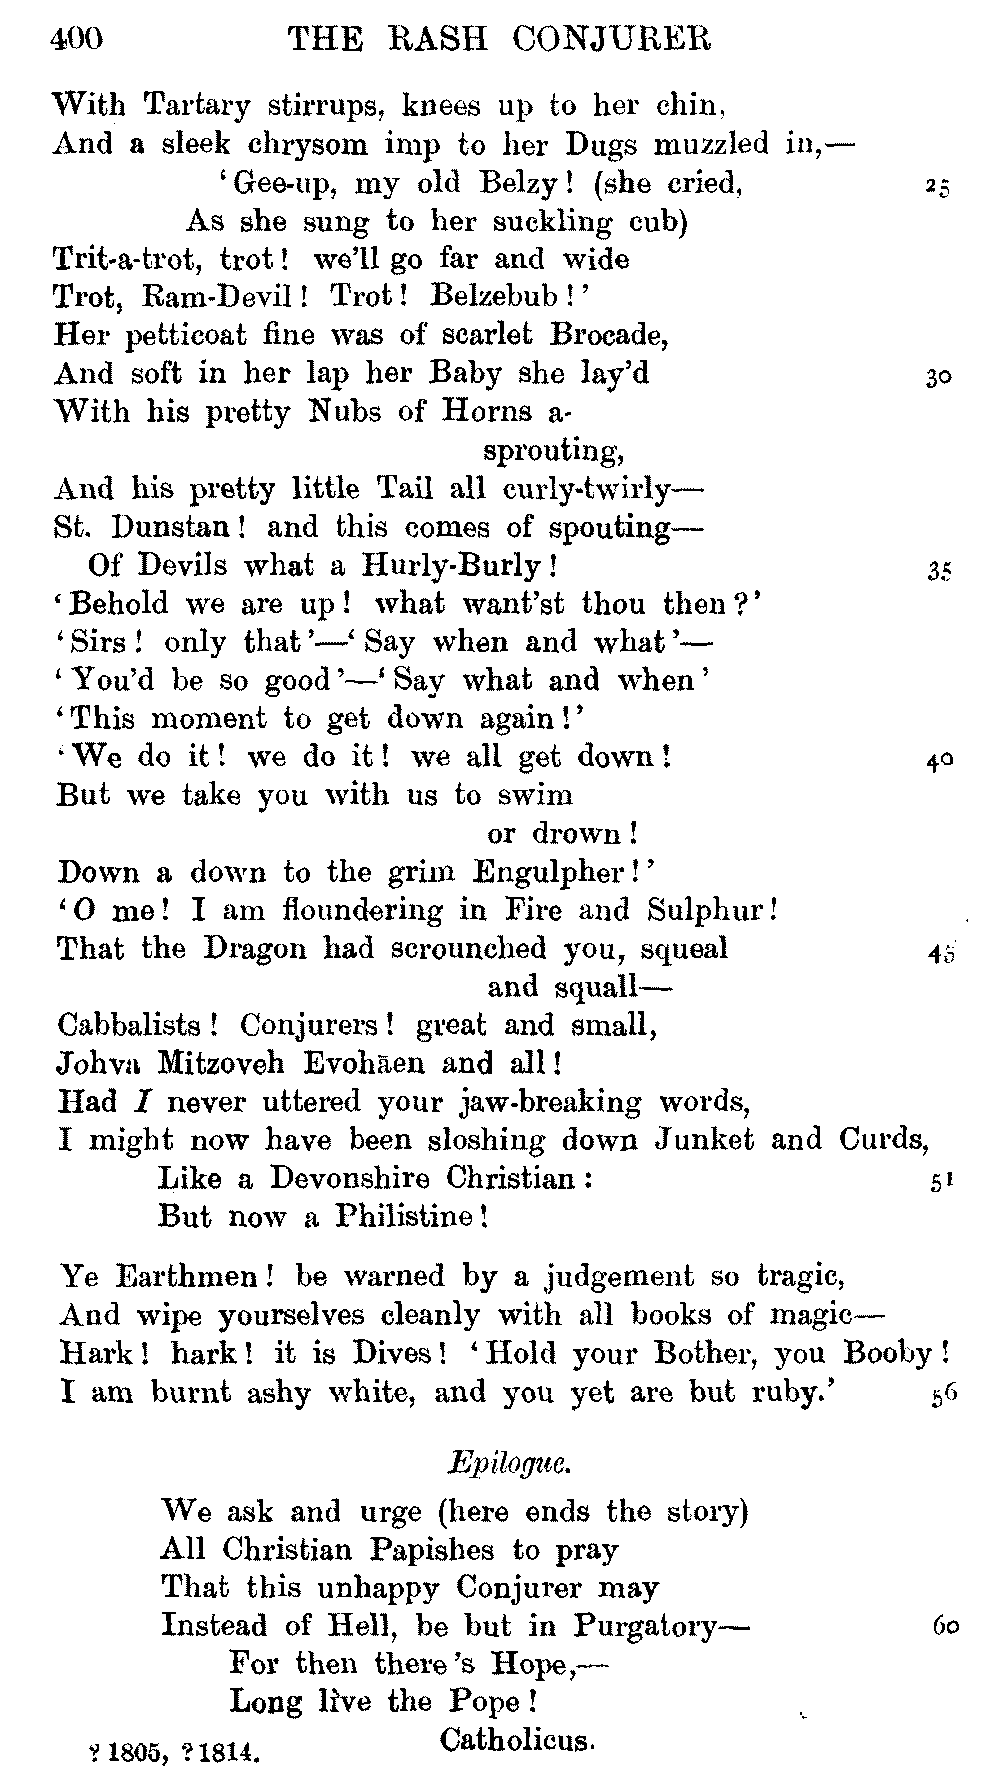 400 THE RASH CONJURER
With Tartary stirrups, knees up to her chin,
And a sleek chrysom imp to her Dugs muzzled in,—
‘Gee-up, my old Belzy! (she cried, 25
As she sung to her suckling cub)
Trit-a-trot, trot! we’ll go far and wide
Trot, Ram-Devil! Trot! Belzebub!’
Her petticoat fine was of scarlet Brocade,
And soft in her lap her Baby she lay’d 30
With his pretty Nubs of Horns a-
sprouting,
And his pretty little Tail all curly-twirly—
St. Dunstan! and this comes of spouting—
Of Devils what a Hurly-Burly! 35
‘Behold we are up! what want’st thou then?’
‘Sirs! only that’—‘Say when and what’—
‘You’d be so good’—‘Say what and when’
‘This moment to get down again!’
‘We do it! we do it! we all get down! 40
But we take you with us to swim
or drown!
Down a down to the grim Engulpher!’
‘O me! I am floundering in Fire and Sulphur!
That the Dragon had scrounched you, squeal 45
and squall—
Cabbalists! Conjurers! great and small,
Johva Mitzoveh Evohāen and all!
Had I never uttered your jaw-breaking words,
I might now have been sloshing down Junket and Curds,
Like a Devonshire Christian: 51
But now a Philistine!
Ye Earthmen! be warned by a judgement so tragic,
And wipe yourselves cleanly with all books of magic—
Hark! hark! it is Dives! ‘Hold your Bother, you Booby!
I am burnt ashy white, and you yet are but ruby.’ 56
Epilogue.
We ask and urge (here ends the story)
All Christian Papishes to pray
That this unhappy Conjurer may
Instead of Hell, be but in Purgatory— 60
For then there’s Hope,—
Long live the Pope!
Catholicus.
? 1805, ? 1814.